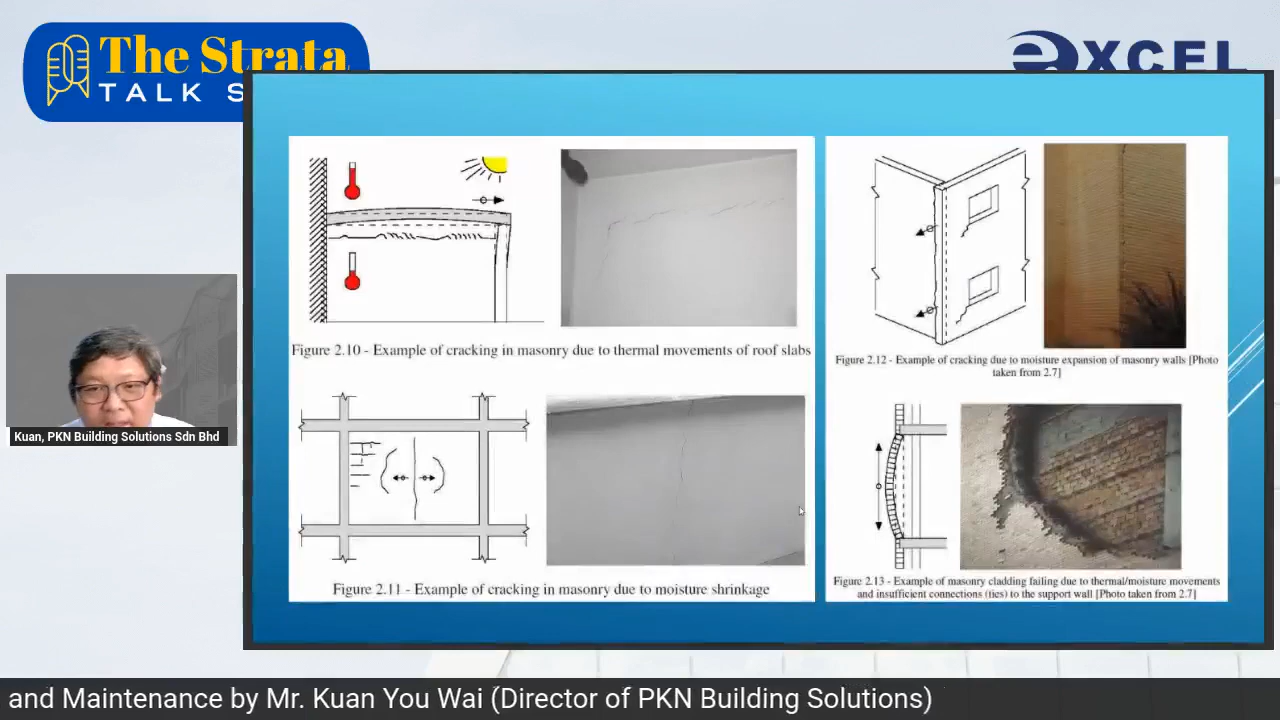 The Strata
TALK S
EXCEL
Figure 2.10 - Example of cracking in masonry due to thermal movements of roof slabs
Figure 2.11 - Example of cracking in masonry due to moisture shrinkage
Figure 2.12 - Example of cracking due to moisture expansion of masonry walls [Photo
taken from 2.7]
Figure 2.13 - Example of masonry cladding failing due to thermal/moisture movements
and insufficient connections (ties) to the support wall [Photo taken from 2.7]
Kuan, PKN Building Solutions Sdn Bhd
and Maintenance by Mr. Kuan You Wai (Director of PKN Building Solutions)